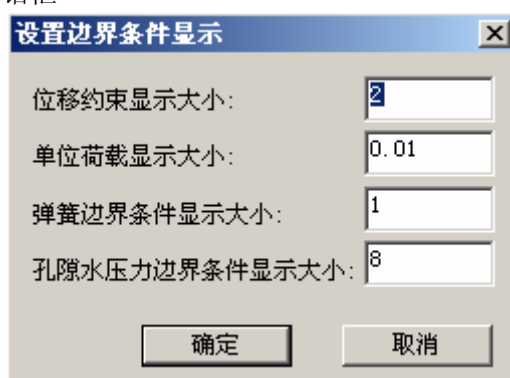 设置边界条件显示
位移约束显示大小: 2
单位荷载显示大小: 0.01
弹簧边界条件显示大小: 1
孔隙水压力边界条件显示大小: 8
确定 取消